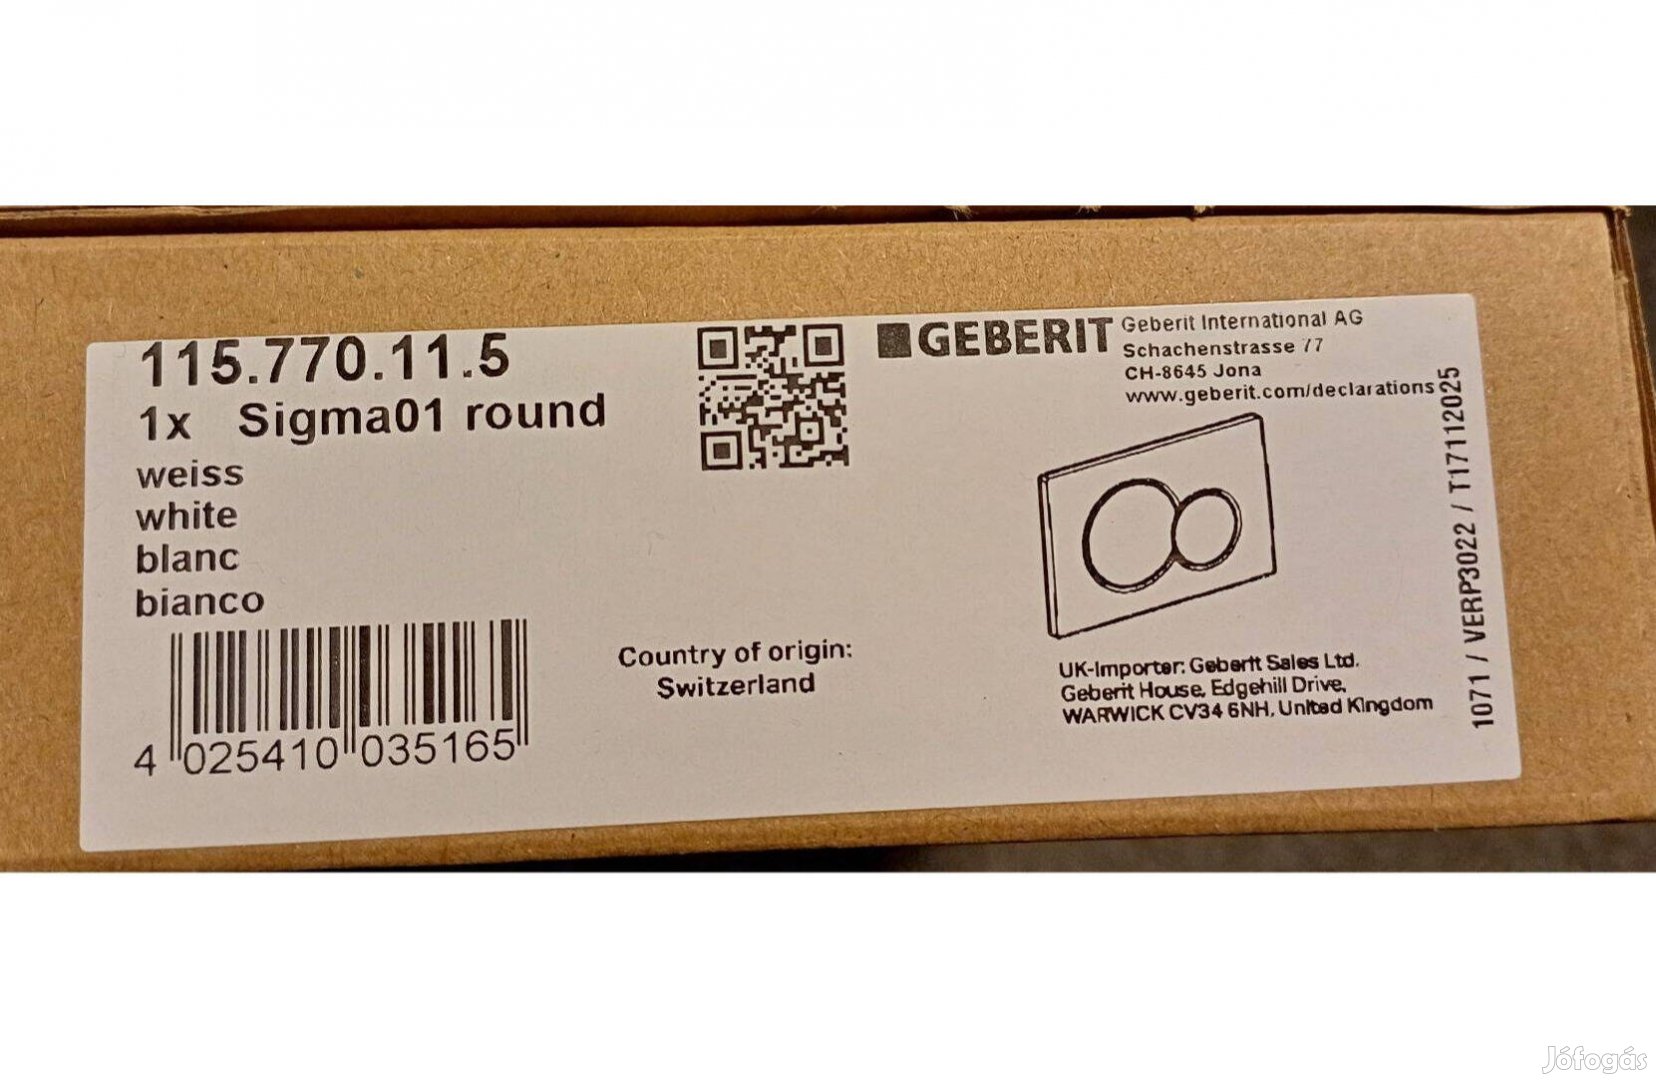 115.770.11.5
1x Sigma01 round
weiss
white
blanc
bianco
4 025410 035165
Country of origin:
Switzerland
GEBERIT
Geberit International AG
Schachenstrasse 77
CH-8645 Jona
www.geberit.com/declarations
UK-Importer: Geberit Sales Ltd.
Geberit House, Edgehill Drive,
WARWICK CV34 6NH, United Kingdom
1071 / VERP3022 / T17112025
Jófogás